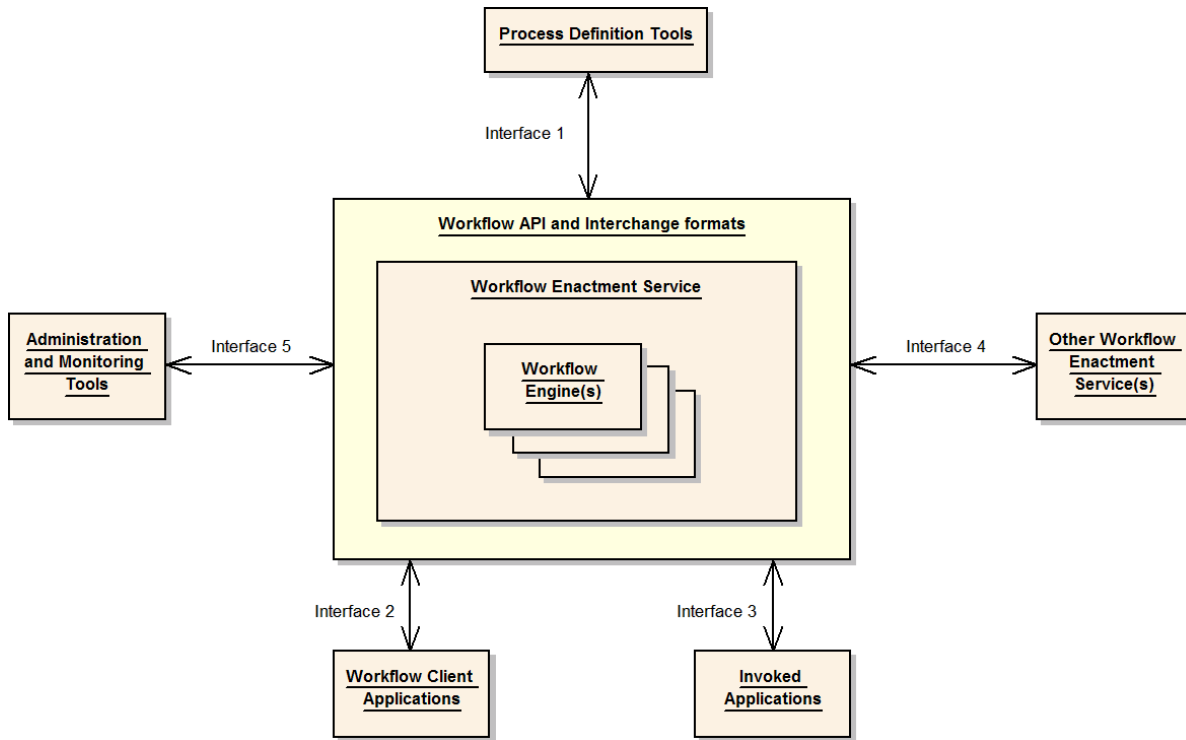 Process Definition Tools
Interface 1
Workflow API and Interchange formats
Workflow Enactment Service
Administration
and Monitoring
Tools
Interface 5
Workflow
Engine(s)
Interface 4
Other Workflow
Enactment
Service(s)
Interface 2
Interface 3
Workflow Client
Applications
Invoked
Applications